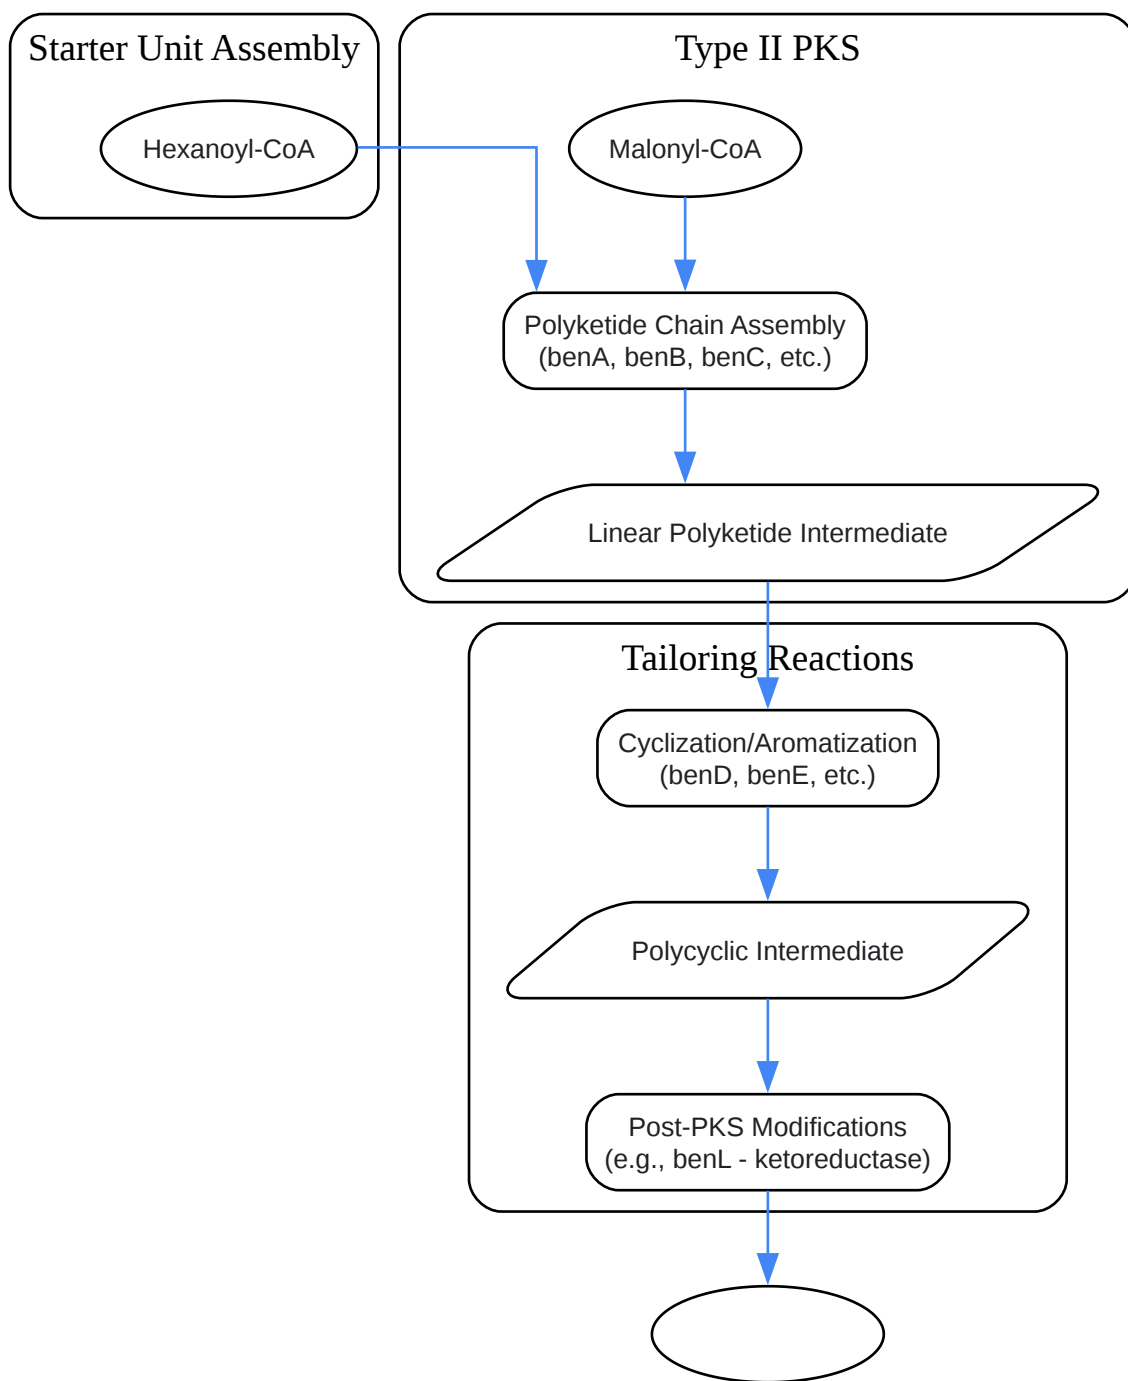 Starter Unit Assembly
Type II PKS
Hexanoyl-CoA
Malonyl-CoA
Polyketide Chain Assembly
(benA, benB, benC, etc.)
Linear Polyketide Intermediate
Tailoring Reactions
Cyclization/Aromatization
(benD, benE, etc.)
Polycyclic Intermediate
Post-PKS Modifications
(e.g., benL - ketoreductase)